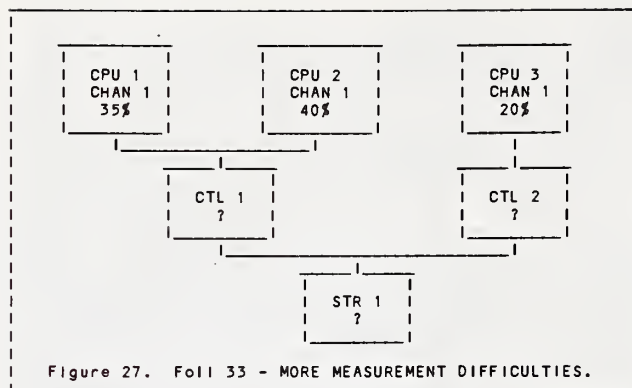 CPU 1 CPU 2 CPU 3
CHAN 1 CHAN 1 CHAN 1
35% 40% 20%
CTL 1 CTL 2
? ?
STR 1
?
Figure 27. Foil 33 - MORE MEASUREMENT DIFFICULTIES.